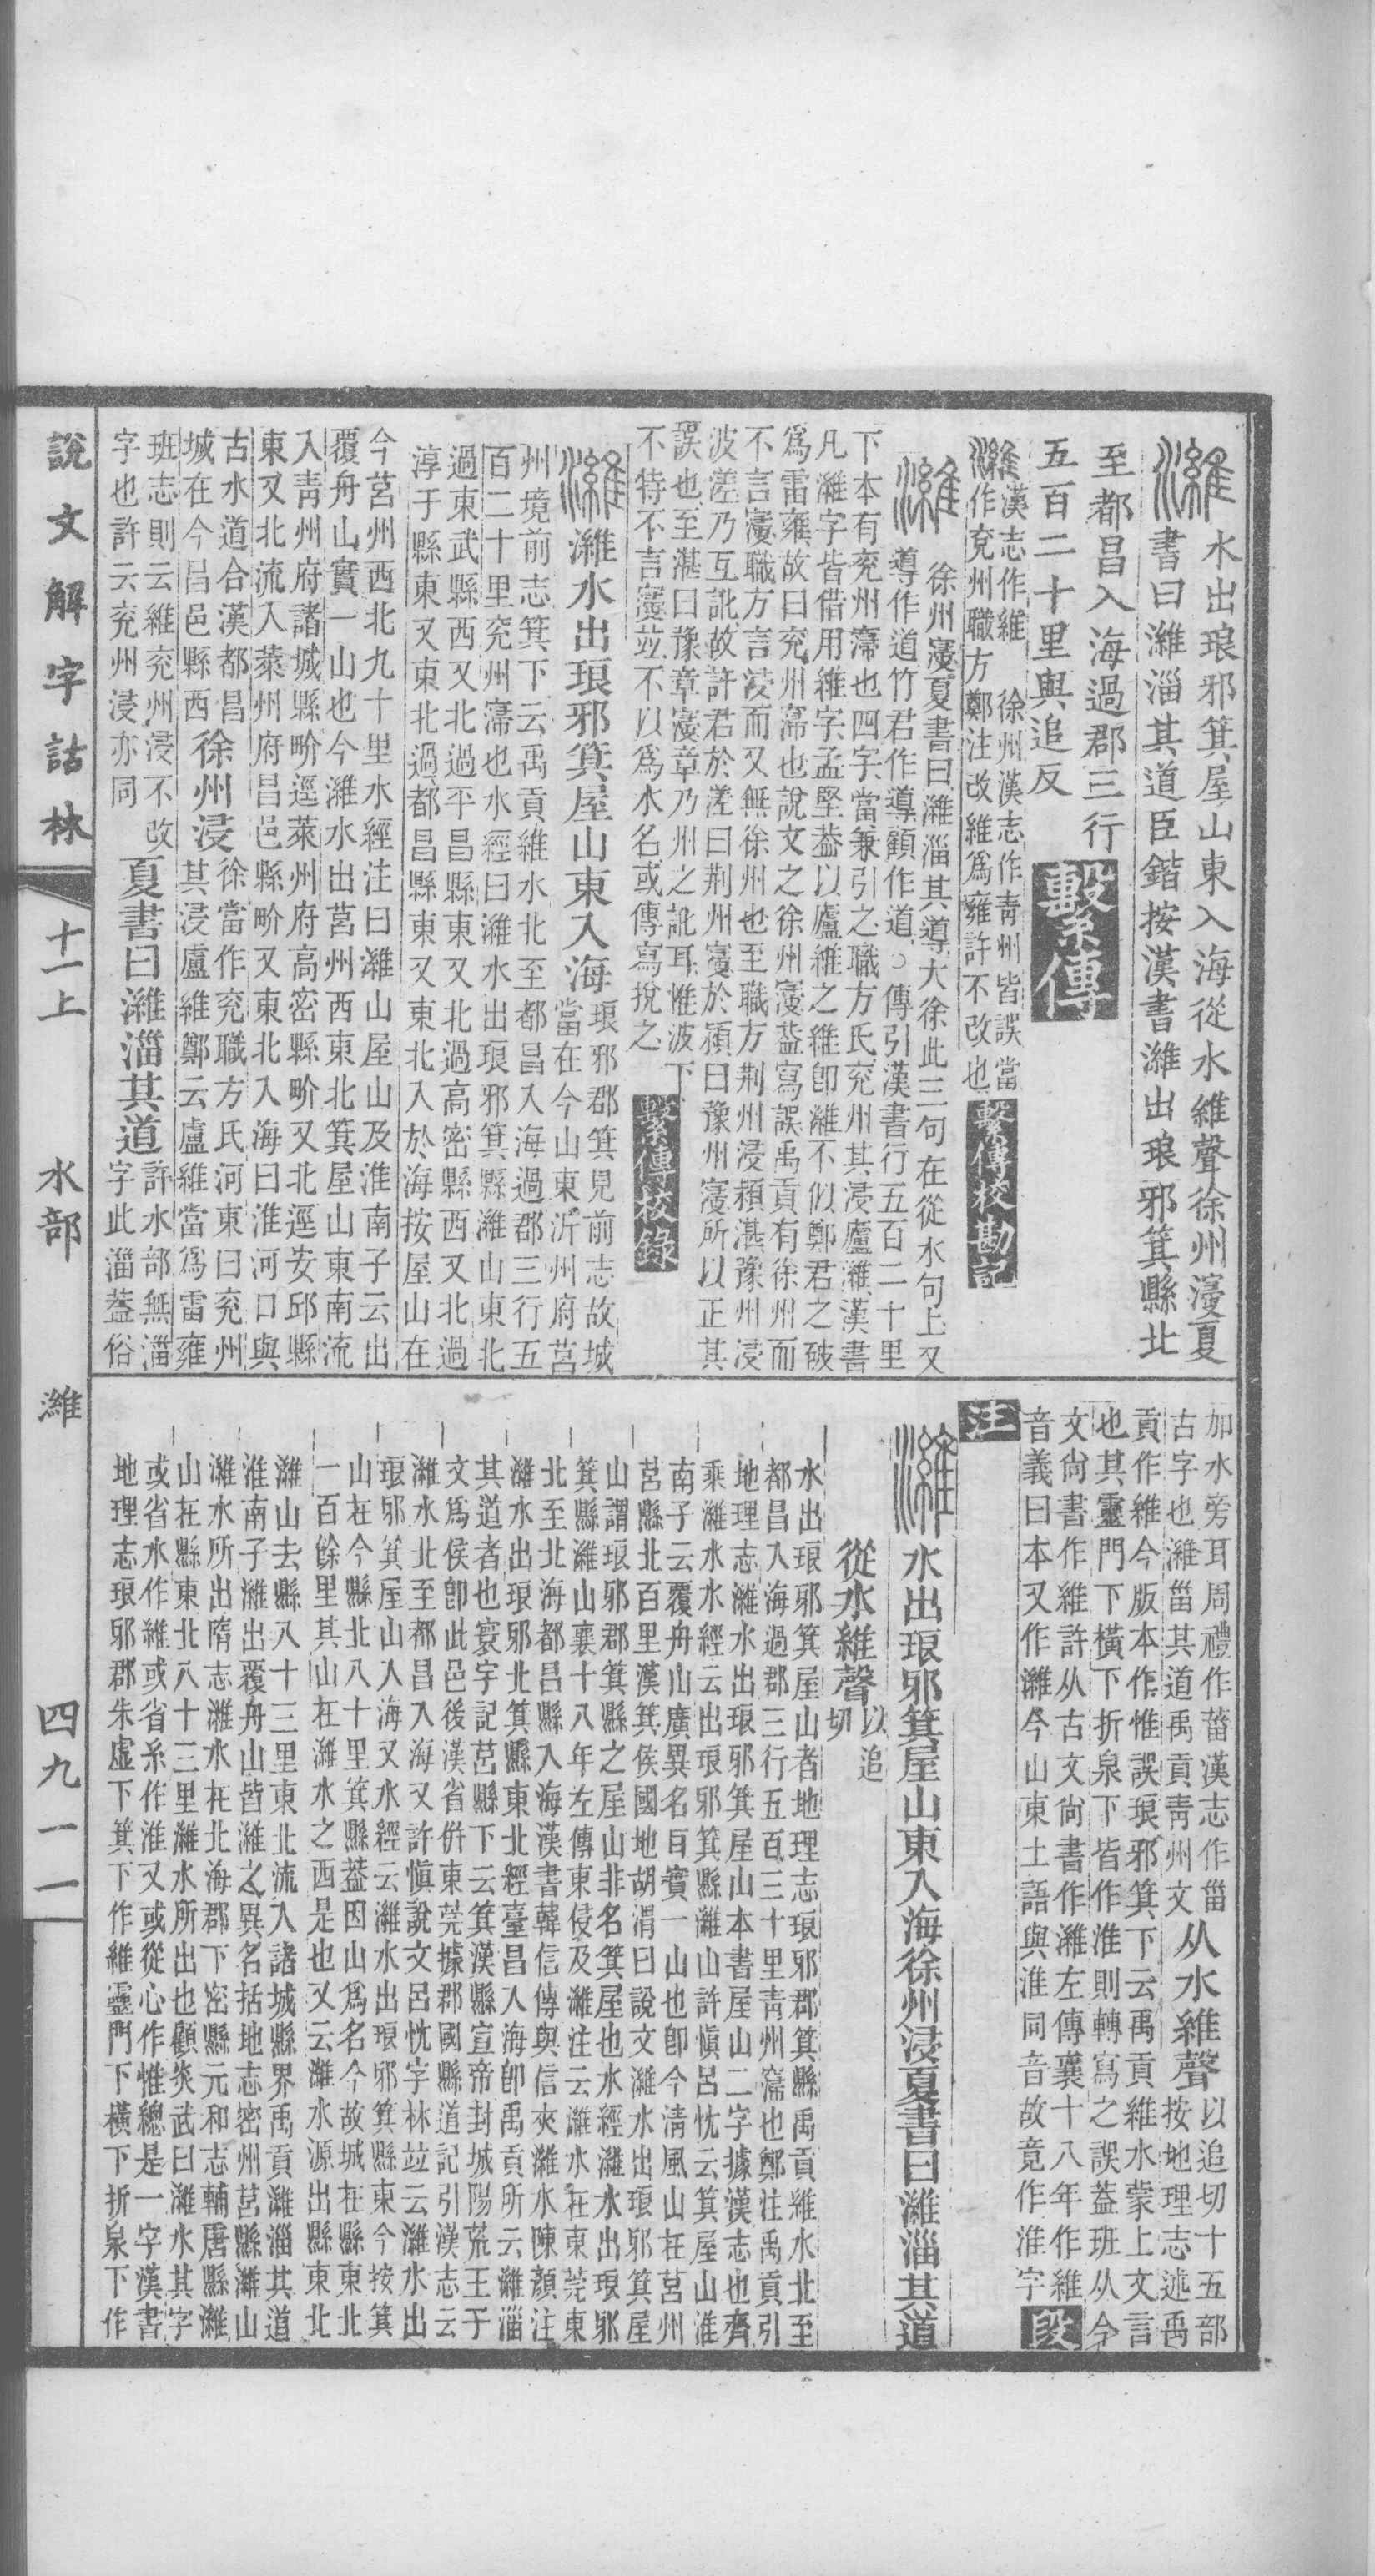 水出琅邪箕屋山東入海從水維聲徐州濅夏
書曰濰淄其道臣鍇按漢書濰出琅邪箕縣北
至都昌入海過郡三行
五百二十里與追反
繫傳
濰漢志作維　徐州漢志作靑州皆誤當
作兗州職方鄭注改維爲雍許不改也
繫傳校勘記
濰
徐州濅夏書曰濰淄其導大徐此三句在從水句上又
導作道竹君作導顧作道○傳引漢書行五百二十里
下本有兗州㴆也四字當兼引之職方氏兗州其浸廬濰漢書
凡濰字皆借用維字孟堅葢以廬維之維卽濰不似鄭君之破
爲雷雍故曰兗州㴆也說文之徐州濅葢寫誤禹貢有徐州而
不言濅職方言浸而又無徐州也至職方荆州浸頛湛豫州浸
波溠乃互訛故許君於溠曰荆州濅於潁曰豫州濅所以正其
誤也至湛曰豫章濅章乃州之訛耳惟波下
不特不言濅竝不以爲水名或傳寫挩之
繫傳校錄
濰水出琅邪箕屋山東入海
琅邪郡箕見前志故城
當在今山東沂州府莒
州境前志箕下云禹貢維水北至都昌入海過郡三行五
百二十里兗州㴆也水經曰濰水出琅邪箕縣濰山東北
過東武縣西又北過平昌縣東又北過高密縣西又北過
淳于縣東又東北過都昌縣東又東北入於海按屋山在
今莒州西北九十里水經注曰濰山屋山及淮南子云出
覆舟山實一山也今濰水出莒州西東北箕屋山東南流
入靑州府諸城縣畍逕萊州府高密縣畍又北逕安邱縣
東又北流入萊州府昌邑縣畍又東北入海曰淮河口與
古水道合漢都昌
城在今昌邑縣西
徐州浸
徐當作兗職方氏河東曰兗州
其浸盧維鄭云盧維當爲雷雍
班志則云維兗州浸不改
字也許云兗州浸亦同
夏書曰濰淄其道
許水部無淄
字此淄葢俗
加水旁耳周禮作菑漢志作甾
古字也濰甾其道禹貢靑州文
从水維聲
以追切十五部
按地理志述禹
貢作維今版本作惟誤琅邪箕下云禹貢維水蒙上文言
也其靈門下橫下折泉下皆作淮則轉寫之誤葢班从今
文尙書作維許从古文尙書作濰左傳襄十八年作維
音義曰本又作濰今山東土語與淮同音故竟作淮字
段
注
水出琅邪箕屋山東入海徐州浸夏書曰濰淄其道
從水維聲
以追
切
水出琅邪箕屋山者地理志琅邪郡箕縣禹貢維水北至
都昌入海過郡三行五百三十里靑州㴆也鄭注禹貢引
地理志濰水出琅邪箕屋山本書屋山二字據漢志也齊
乘濰水水經云出琅邪箕縣濰山許愼呂忱云箕屋山淮
南子云覆舟山廣異名曰實一山也卽今淸風山在莒州
莒縣北百里漢箕侯國地胡渭曰說文濰水出琅邪箕屋
山謂琅邪郡箕縣之屋山非名箕屋也水經濰水出琅邪
箕縣濰山襄十八年左傳東侵及濰注云濰水在東莞東
北至北海都昌縣入海漢書韓信傳與信夾濰水陳顔注
濰水出琅邪北箕縣東北經臺昌入海卽禹貢所云濰淄
其道者也寰宇記莒縣下云箕漢縣宣帝封城陽荒王于
文爲侯卽此邑後漢省倂東莞據郡國縣道記引漢志云
濰水北至都昌入海又許愼說文呂忱字林竝云濰水出
琅邪箕屋山入海又水經云濰水出琅邪箕縣東今按箕
山在今縣北八十里箕縣葢因山爲名今故城在縣東北
一百餘里其山在濰水之西是也又云濰水源出縣東北
濰山去縣八十三里東北流入諸城縣界禹貢濰淄其道
淮南子濰出覆舟山皆濰之異名括地志密州莒縣濰山
濰水所出隋志濰水在北海郡下密縣元和志輔唐縣濰
山在縣東北八十三里濰水所出也顧炎武曰濰水其字
或省水作維或省糸作淮又或從心作惟總是一字漢書
地理志琅邪郡朱虛下箕下作維靈門下橫下折泉下作
說文解字詁林　十一上　水部　濰　四九一一